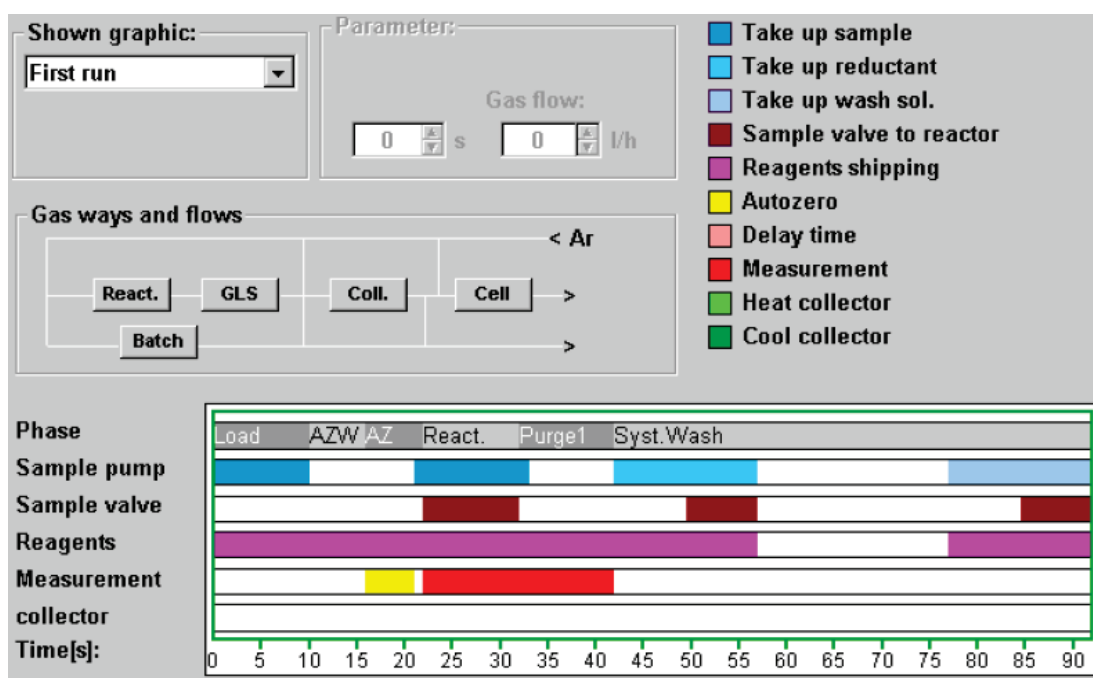 Shown graphic:
First run
Parameter:
Gas flow:
0 s 0 l/h
Take up sample
Take up reductant
Take up wash sol.
Sample valve to reactor
Reagents shipping
Autozero
Delay time
Measurement
Heat collector
Cool collector
Gas ways and flows
< Ar
React. GLS Coll. Cell >
Batch >
Phase Load AZW AZ React. Purge1 Syst.Wash
Sample pump
Sample valve
Reagents
Measurement
collector
Time[s]: 0 5 10 15 20 25 30 35 40 45 50 55 60 65 70 75 80 85 90